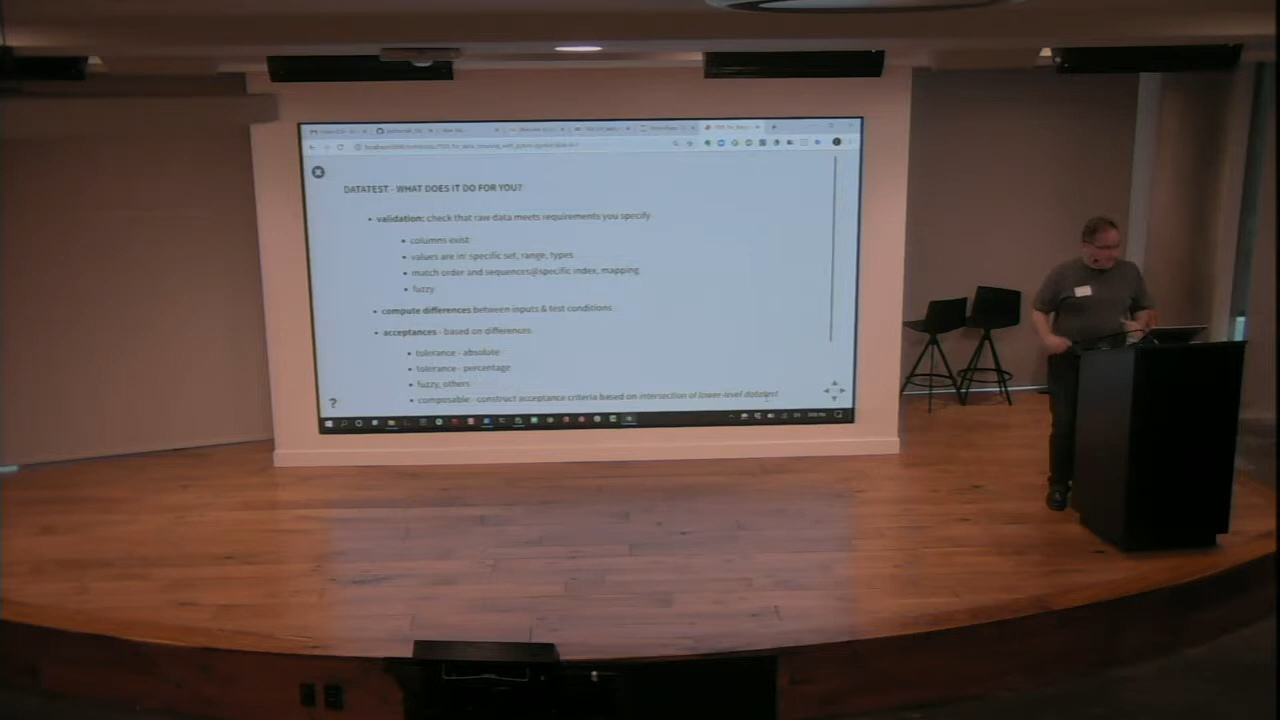 DATATEST - WHAT DOES IT DO FOR YOU?
• validation: check that raw data meets requirements you specify
• columns exist
• values are in: specific set, range, types
• match order and sequences@specific index, mapping
• fuzzy
• compute differences between inputs & test conditions
• acceptances - based on differences
• tolerance - absolute
• tolerance - percentage
• fuzzy, others
• composable - construct acceptance criteria based on intersection of lower-level datatest
?